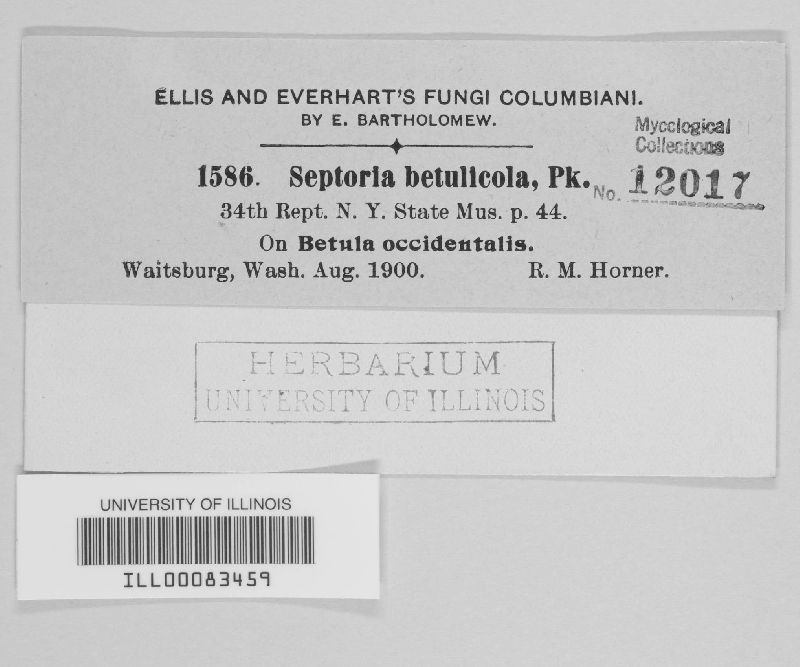 ELLIS AND EVERHART'S FUNGI COLUMBIANI.
BY E. BARTHOLOMEW.
Mycological
Collections
No. 12017
1586. Septoria betulicola, Pk.
34th Rept. N. Y. State Mus. p. 44.
On Betula occidentalis.
Waitsburg, Wash. Aug. 1900. R. M. Horner.
HERBARIUM
UNIVERSITY OF ILLINOIS
UNIVERSITY OF ILLINOIS
ILL00083459